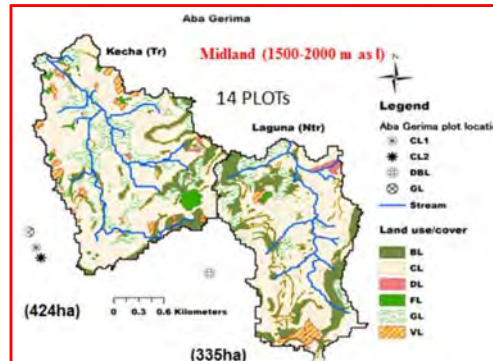 Aba Gerima
Kecha (Tr)
Midland (1500-2000 m as l)
N
14 PLOTs
Laguna (Ntr)
Legend
Aba Gerima plot locatio
CL1
CL2
DBL
GL
Stream
Land use/cover
BL
CL
DL
FL
GL
VL
0 0.3 0.6 Kilometers
(424ha)
(335ha)